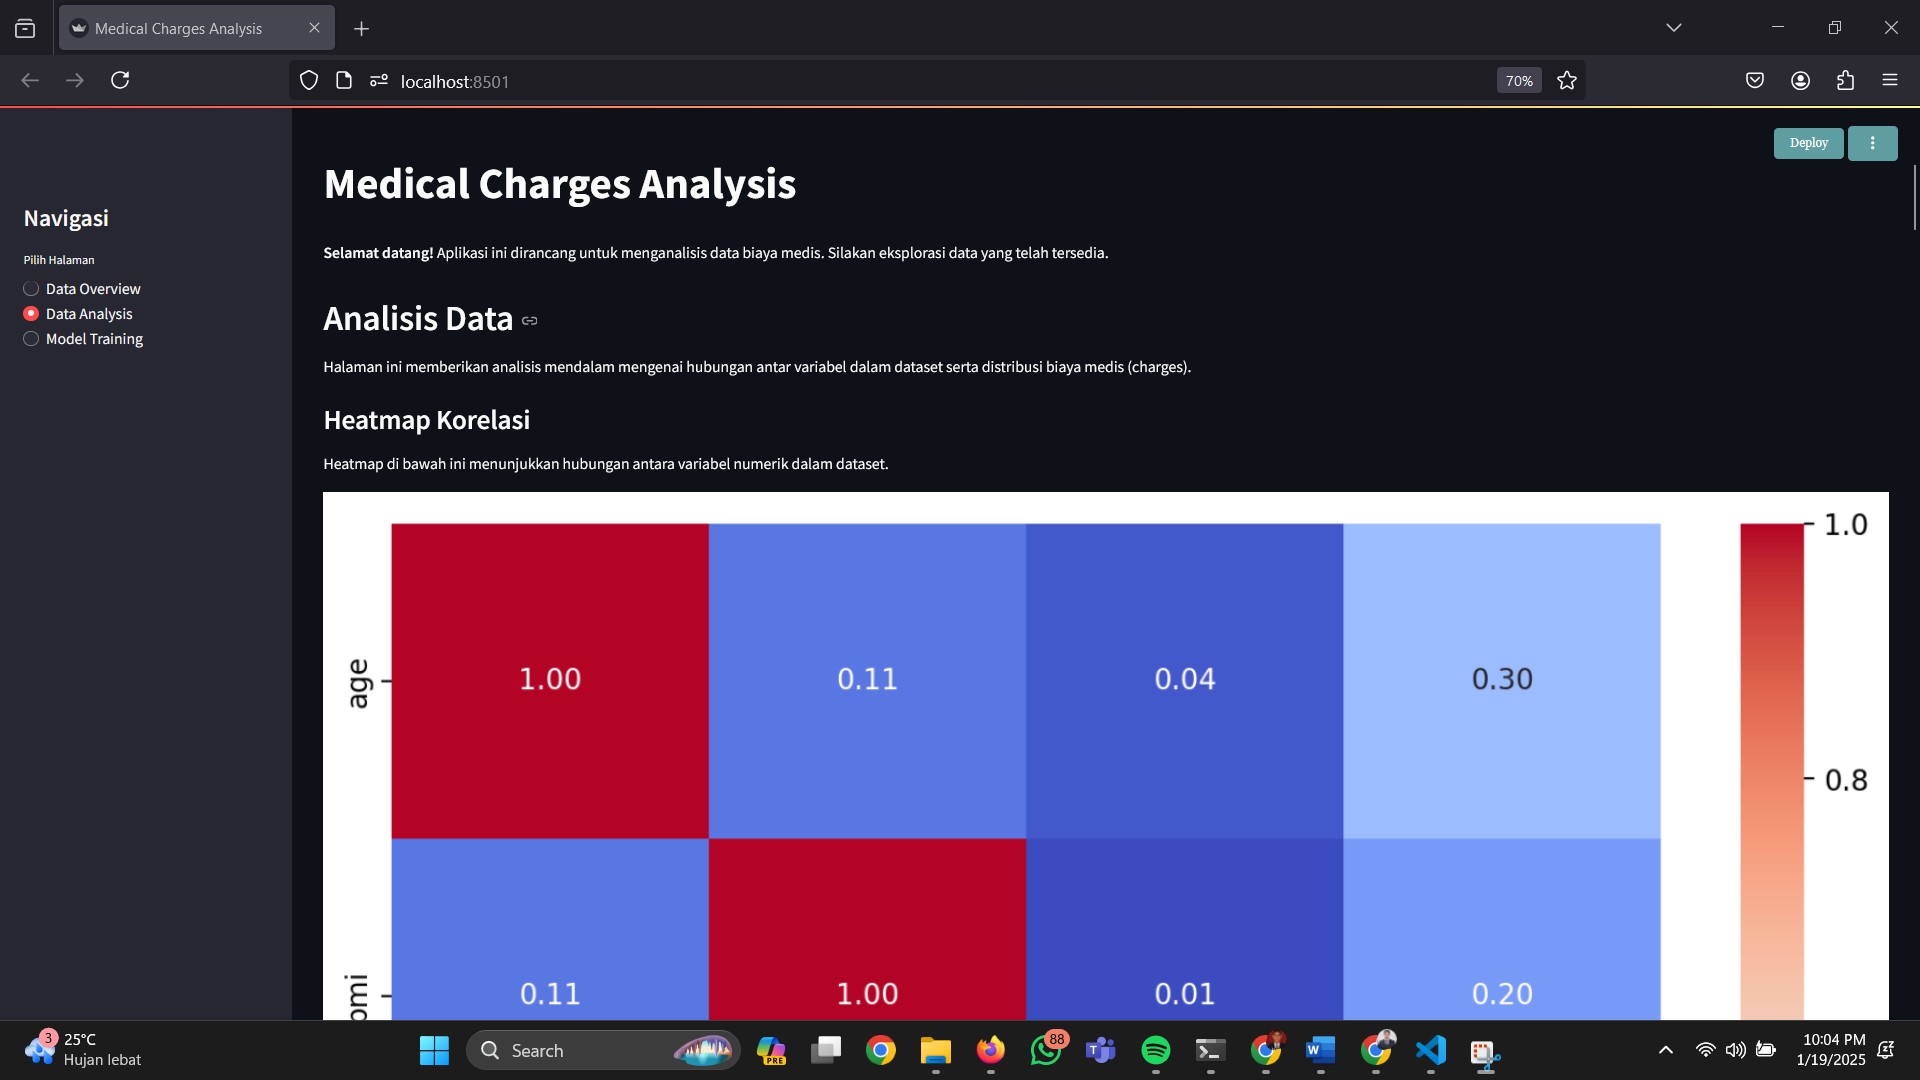 Medical Charges Analysis
localhost:8501
70%
Deploy
Navigasi
Pilih Halaman
Data Overview
Data Analysis
Model Training
Medical Charges Analysis
Selamat datang! Aplikasi ini dirancang untuk menganalisis data biaya medis. Silakan eksplorasi data yang telah tersedia.
Analisis Data
Halaman ini memberikan analisis mendalam mengenai hubungan antar variabel dalam dataset serta distribusi biaya medis (charges).
Heatmap Korelasi
Heatmap di bawah ini menunjukkan hubungan antara variabel numerik dalam dataset.
1.0
age
1.00 0.11 0.04 0.30
0.8
bmi
0.11 1.00 0.01 0.20
3
25°C
Hujan lebat
Search
PRE
88
10:04 PM
1/19/2025